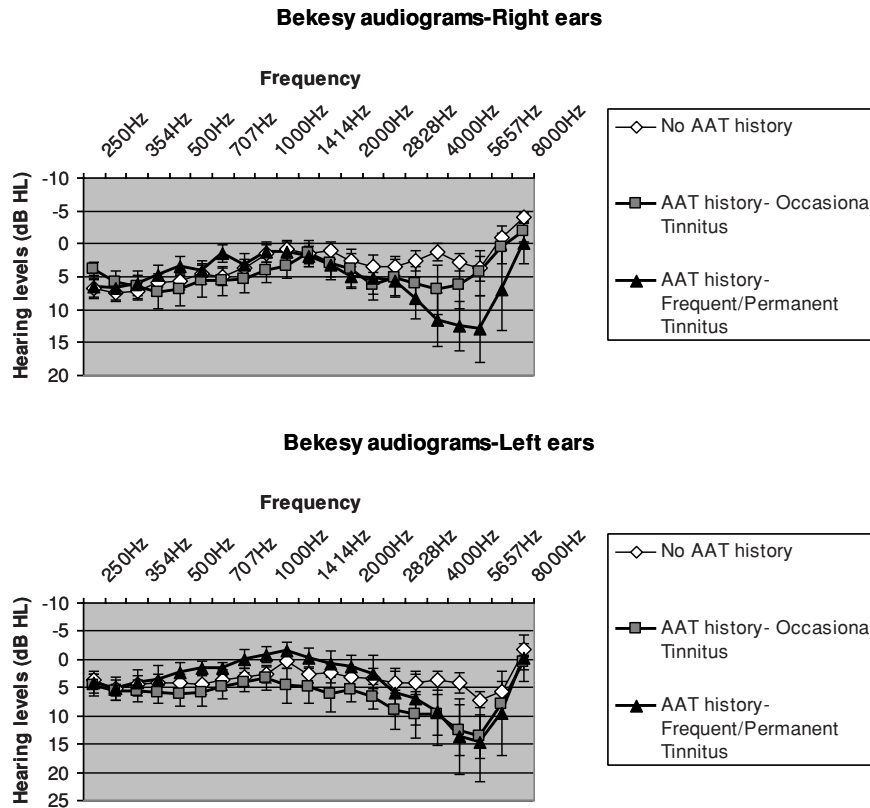 Bekesy audiograms-Right ears
Frequency
250Hz 354Hz 500Hz 707Hz 1000Hz 1414Hz 2000Hz 2828Hz 4000Hz 5657Hz 8000Hz
Hearing levels (dB HL)
-10
-5
0
5
10
15
20
No AAT history
AAT history- Occasiona
Tinnitus
AAT history-
Frequent/Permanent
Tinnitus
Bekesy audiograms-Left ears
Frequency
250Hz 354Hz 500Hz 707Hz 1000Hz 1414Hz 2000Hz 2828Hz 4000Hz 5657Hz 8000Hz
Hearing levels (dB HL)
-10
-5
0
5
10
15
20
25
No AAT history
AAT history- Occasiona
Tinnitus
AAT history-
Frequent/Permanent
Tinnitus